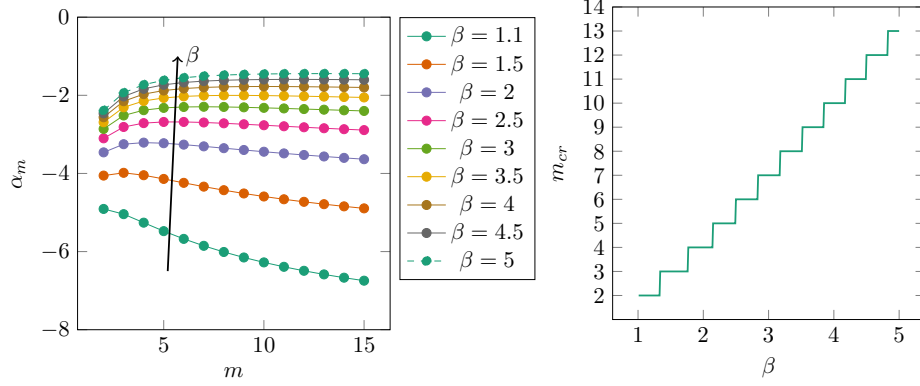 0
−2
−4
−6
−8
α_m
5
10
15
m
β
β = 1.1
β = 1.5
β = 2
β = 2.5
β = 3
β = 3.5
β = 4
β = 4.5
β = 5
13
14
10
11
10
9
8
7
6
5
4
3
2
m_cr
1
2
3
4
5
β